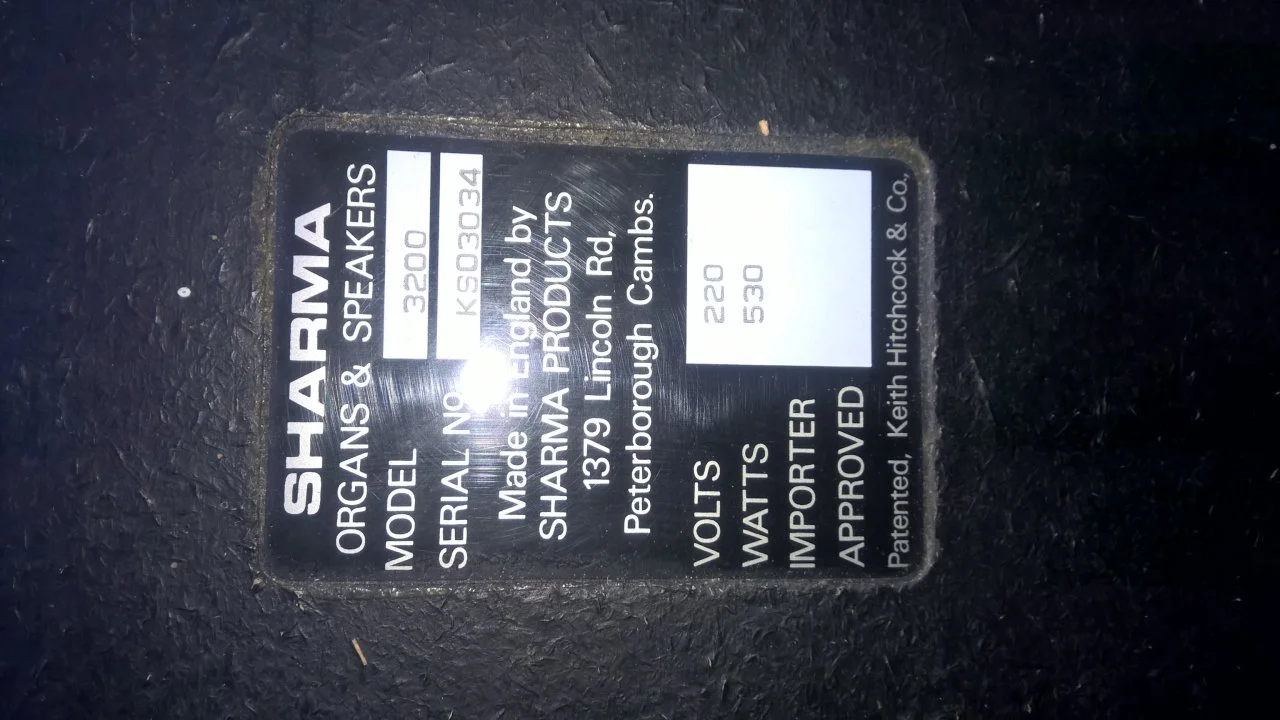 SHARMA
ORGANS & SPEAKERS
MODEL 3200
SERIAL No. KS03034
Made in England by
SHARMA PRODUCTS
1379 Lincoln Rd,
Peterborough Cambs.
VOLTS 220
WATTS 530
IMPORTER
APPROVED
Patented, Keith Hitchcock & Co.,